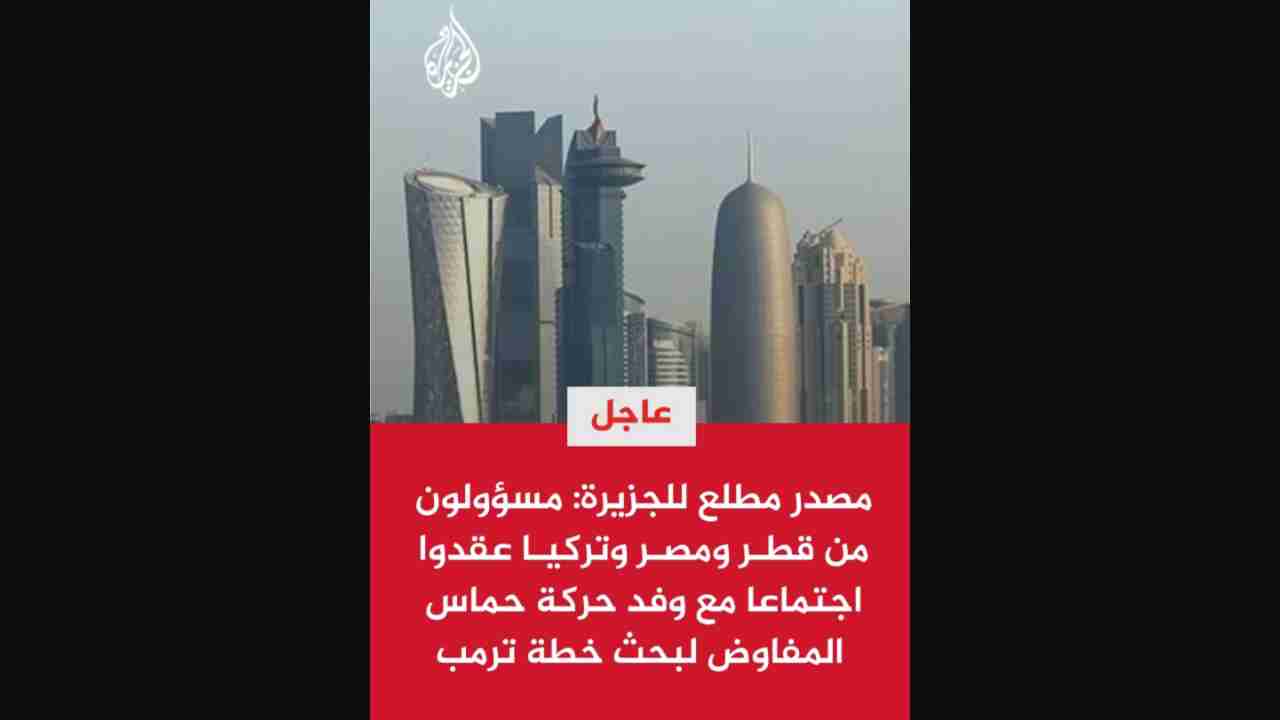 الجزيرة
عاجل
مصدر مطلع للجزيرة: مسؤولون
من قطر ومصر وتركيا عقدوا
اجتماعا مع وفد حركة حماس
المفاوض لبحث خطة ترمب